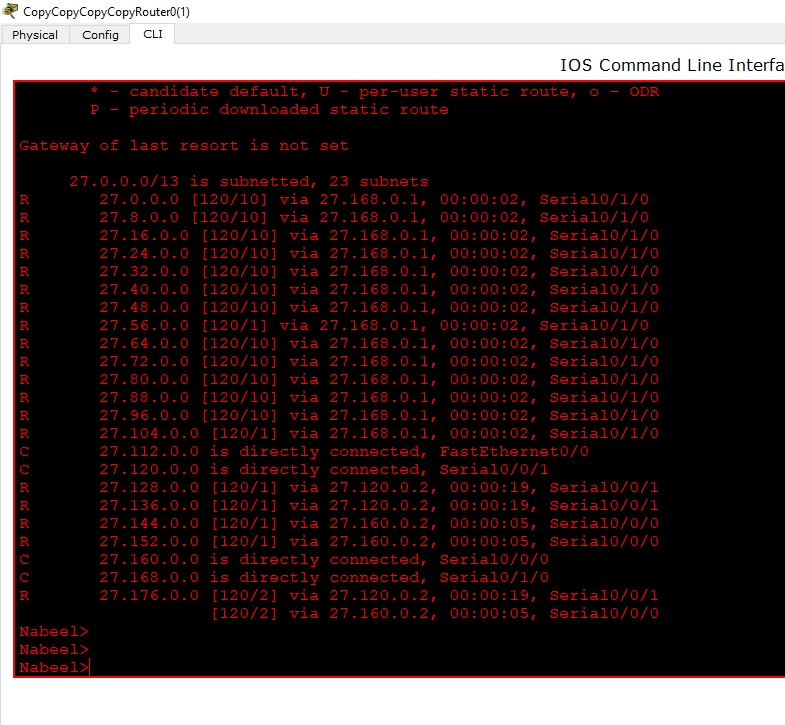 CopyCopyCopyCopyRouter0(1)
Physical Config CLI
IOS Command Line Interfa
* - candidate default, U - per-user static route, o - ODR
P - periodic downloaded static route
Gateway of last resort is not set
27.0.0.0/13 is subnetted, 23 subnets
R 27.0.0.0 [120/10] via 27.168.0.1, 00:00:02, Serial0/1/0
R 27.8.0.0 [120/10] via 27.168.0.1, 00:00:02, Serial0/1/0
R 27.16.0.0 [120/10] via 27.168.0.1, 00:00:02, Serial0/1/0
R 27.24.0.0 [120/10] via 27.168.0.1, 00:00:02, Serial0/1/0
R 27.32.0.0 [120/10] via 27.168.0.1, 00:00:02, Serial0/1/0
R 27.40.0.0 [120/10] via 27.168.0.1, 00:00:02, Serial0/1/0
R 27.48.0.0 [120/10] via 27.168.0.1, 00:00:02, Serial0/1/0
R 27.56.0.0 [120/1] via 27.168.0.1, 00:00:02, Serial0/1/0
R 27.64.0.0 [120/10] via 27.168.0.1, 00:00:02, Serial0/1/0
R 27.72.0.0 [120/10] via 27.168.0.1, 00:00:02, Serial0/1/0
R 27.80.0.0 [120/10] via 27.168.0.1, 00:00:02, Serial0/1/0
R 27.88.0.0 [120/10] via 27.168.0.1, 00:00:02, Serial0/1/0
R 27.96.0.0 [120/10] via 27.168.0.1, 00:00:02, Serial0/1/0
R 27.104.0.0 [120/1] via 27.168.0.1, 00:00:02, Serial0/1/0
C 27.112.0.0 is directly connected, FastEthernet0/0
C 27.120.0.0 is directly connected, Serial0/0/1
R 27.128.0.0 [120/1] via 27.120.0.2, 00:00:19, Serial0/0/1
R 27.136.0.0 [120/1] via 27.120.0.2, 00:00:19, Serial0/0/1
R 27.144.0.0 [120/1] via 27.160.0.2, 00:00:05, Serial0/0/0
R 27.152.0.0 [120/1] via 27.160.0.2, 00:00:05, Serial0/0/0
C 27.160.0.0 is directly connected, Serial0/0/0
C 27.168.0.0 is directly connected, Serial0/1/0
R 27.176.0.0 [120/2] via 27.120.0.2, 00:00:19, Serial0/0/1
[120/2] via 27.160.0.2, 00:00:05, Serial0/0/0
Nabeel>
Nabeel>
Nabeel>